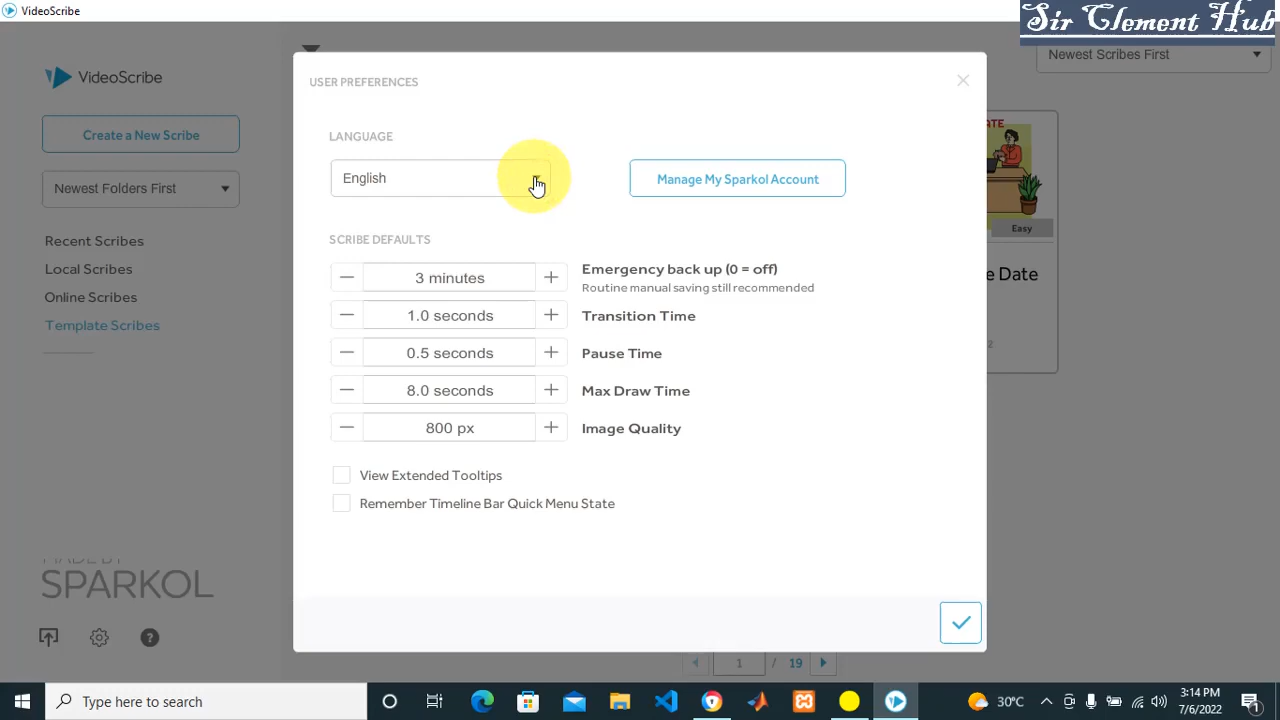 VideoScribe
Sir Clement Hub
Newest Scribes First
VideoScribe
USER PREFERENCES
Create a New Scribe
LANGUAGE
English
Manage My Sparkol Account
Newest Folders First
Easy
SCRIBE DEFAULTS
Recent Scribes
Local Scribes
Online Scribes
Template Scribes
3 minutes
Emergency back up (0 = off)
Routine manual saving still recommended
e Date
1.0 seconds
Transition Time
0.5 seconds
Pause Time
8.0 seconds
Max Draw Time
800 px
Image Quality
View Extended Tooltips
Remember Timeline Bar Quick Menu State
SPARKOL
1 / 19
Type here to search
30°C
3:14 PM
7/6/2022
1